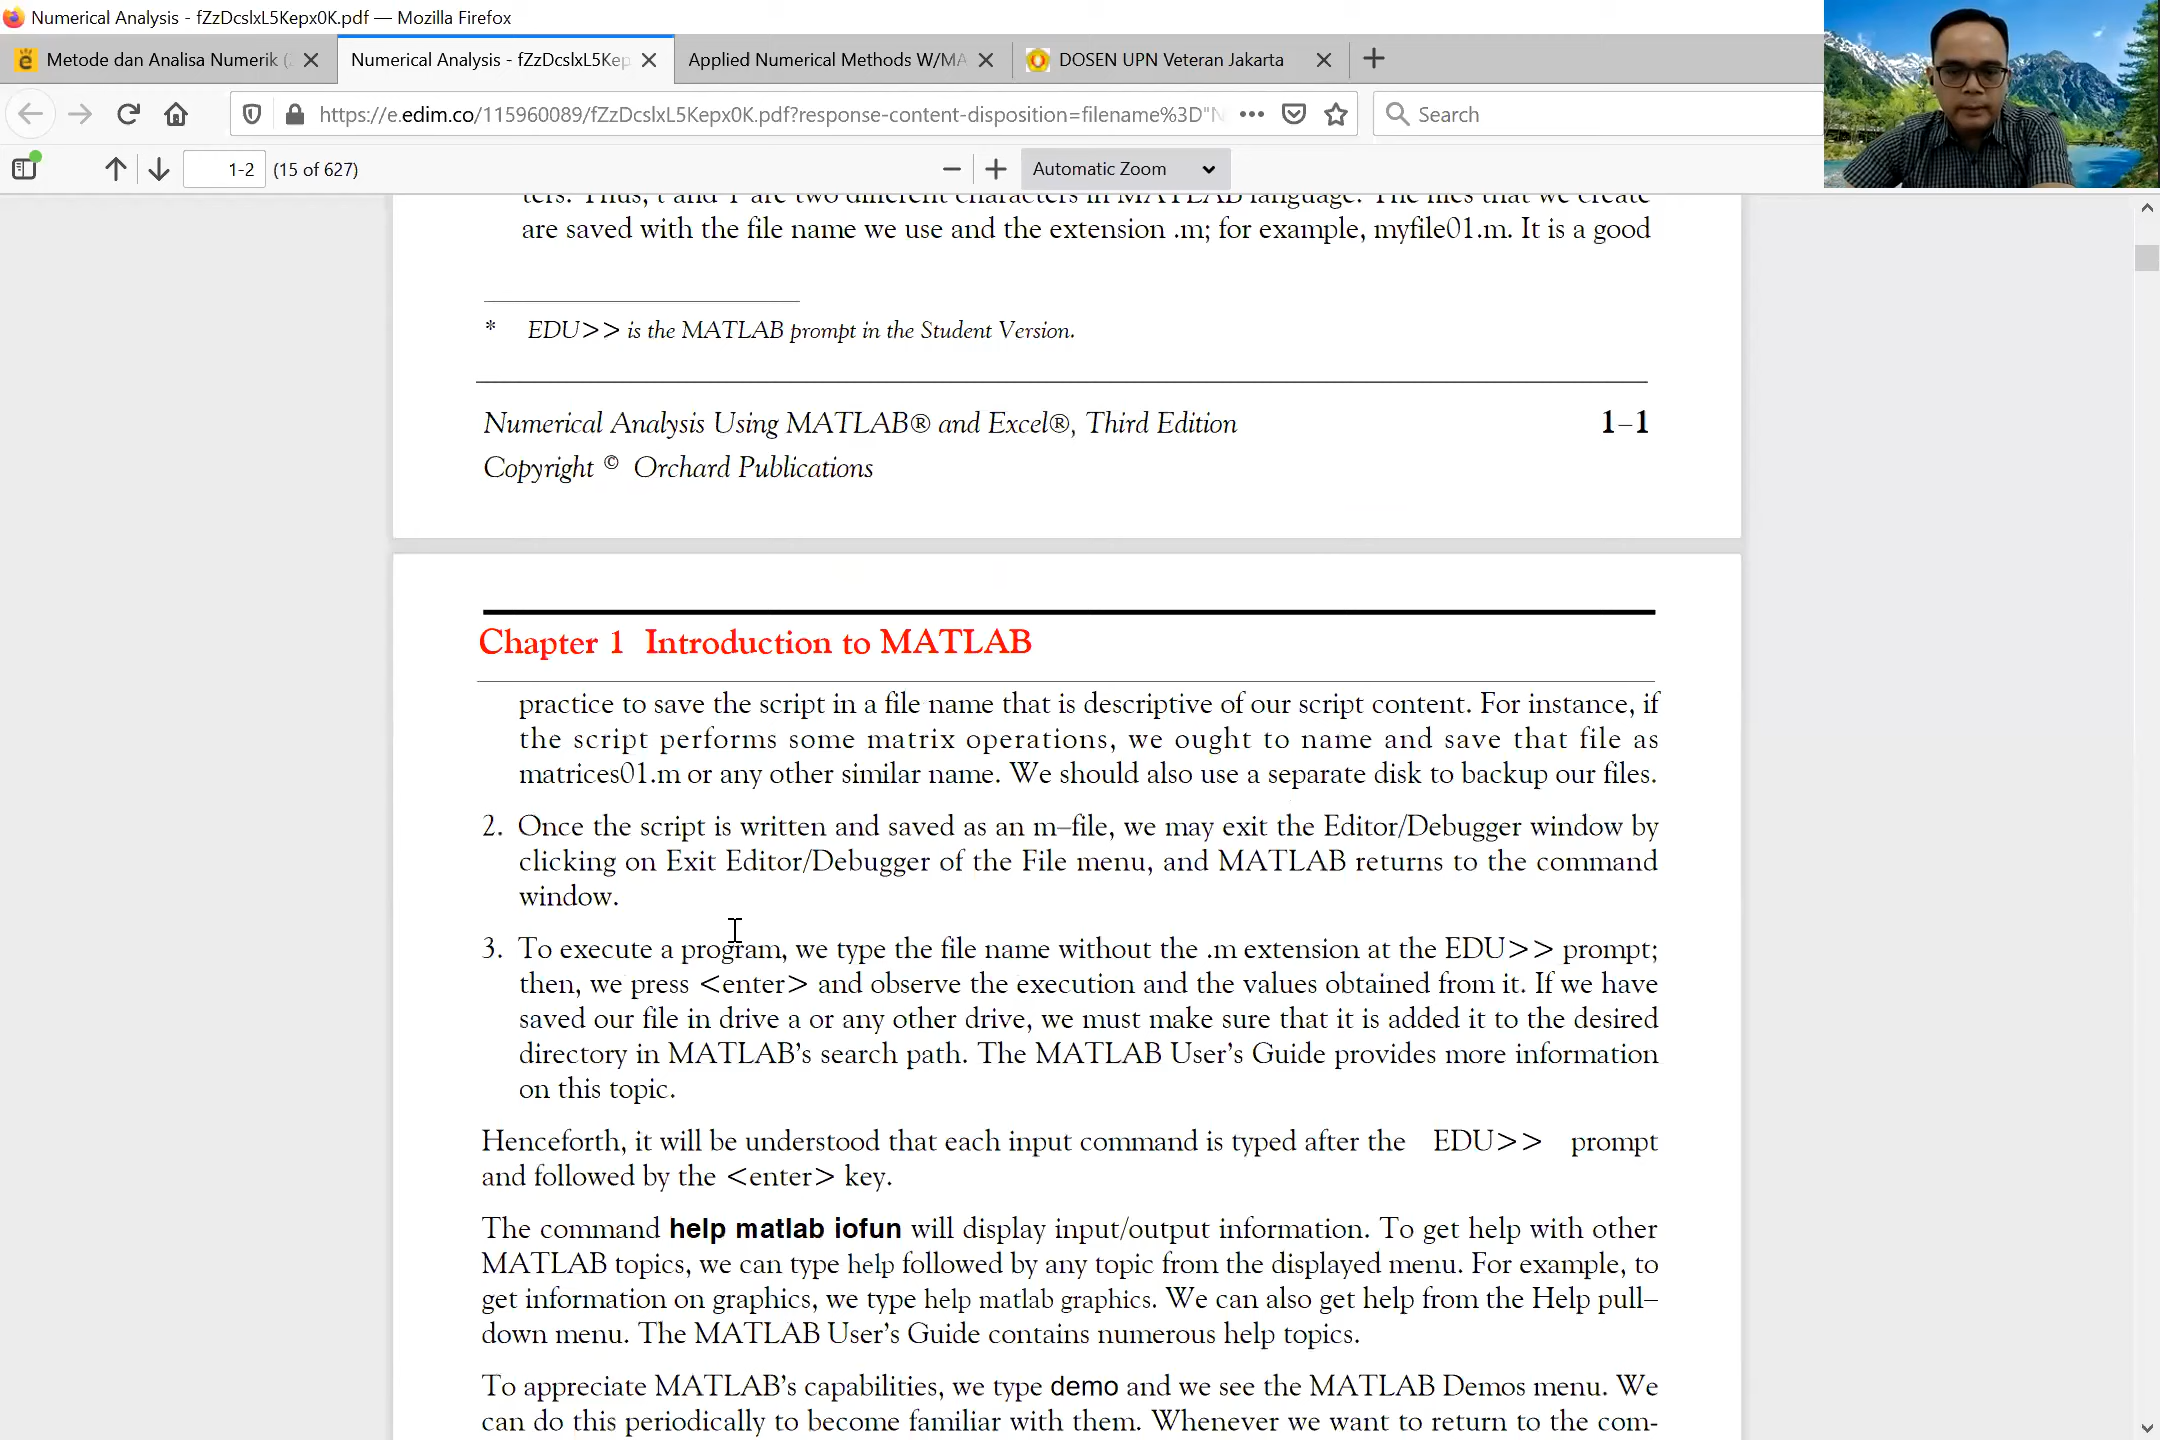 Numerical Analysis - fZzDcslxL5Kepx0K.pdf — Mozilla Firefox
Metode dan Analisa Numerik (
Numerical Analysis - fZzDcslxL5Kep
Applied Numerical Methods W/MA
DOSEN UPN Veteran Jakarta
https://e.edim.co/115960089/fZzDcslxL5Kepx0K.pdf?response-content-disposition=filename%3D"N
Search
1-2 (15 of 627)
Automatic Zoom
ters. Thus, t and T are two different characters in MATLAB language. The files that we create
are saved with the file name we use and the extension .m; for example, myfile01.m. It is a good
* EDU>> is the MATLAB prompt in the Student Version.
Numerical Analysis Using MATLAB® and Excel®, Third Edition 1–1
Copyright © Orchard Publications
Chapter 1 Introduction to MATLAB
practice to save the script in a file name that is descriptive of our script content. For instance, if
the script performs some matrix operations, we ought to name and save that file as
matrices01.m or any other similar name. We should also use a separate disk to backup our files.
2. Once the script is written and saved as an m–file, we may exit the Editor/Debugger window by
clicking on Exit Editor/Debugger of the File menu, and MATLAB returns to the command
window.
3. To execute a program, we type the file name without the .m extension at the EDU>> prompt;
then, we press <enter> and observe the execution and the values obtained from it. If we have
saved our file in drive a or any other drive, we must make sure that it is added it to the desired
directory in MATLAB's search path. The MATLAB User's Guide provides more information
on this topic.
Henceforth, it will be understood that each input command is typed after the EDU>> prompt
and followed by the <enter> key.
The command help matlab iofun will display input/output information. To get help with other
MATLAB topics, we can type help followed by any topic from the displayed menu. For example, to
get information on graphics, we type help matlab graphics. We can also get help from the Help pull–
down menu. The MATLAB User's Guide contains numerous help topics.
To appreciate MATLAB's capabilities, we type demo and we see the MATLAB Demos menu. We
can do this periodically to become familiar with them. Whenever we want to return to the com-